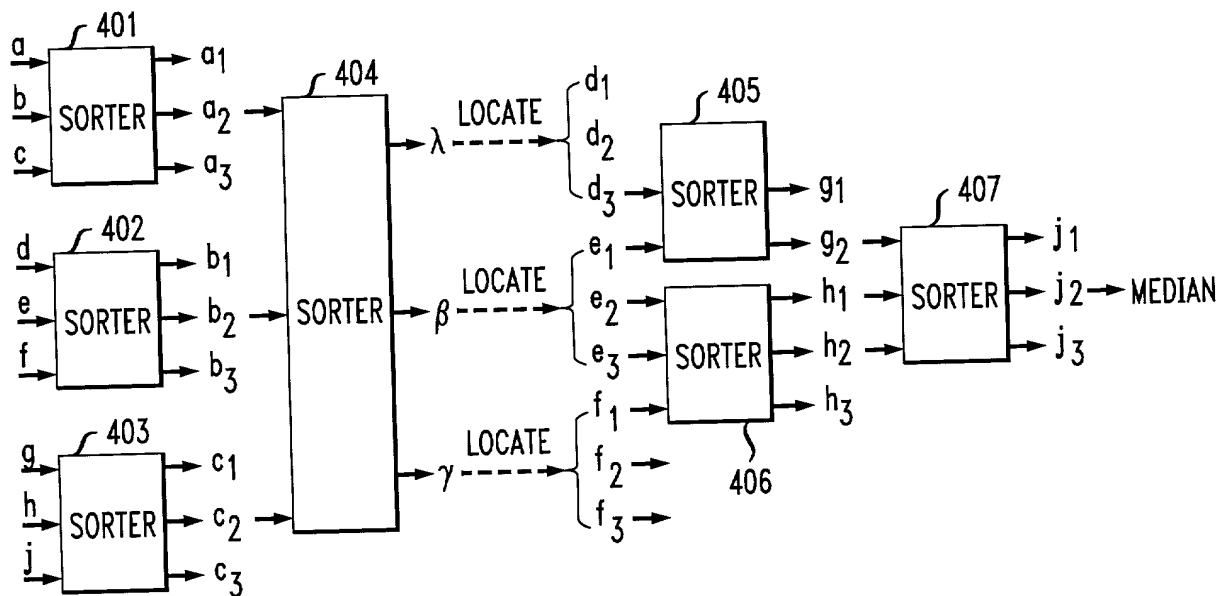 401
a
b
c
SORTER
a1
a2
a3
402
d
e
f
SORTER
b1
b2
b3
403
g
h
j
SORTER
c1
c2
c3
404
SORTER
λ
β
γ
LOCATE
LOCATE
LOCATE
d1
d2
d3
e1
e2
e3
f1
f2
f3
405
SORTER
g1
g2
SORTER
406
h1
h2
h3
407
SORTER
j1
j2
j3
MEDIAN